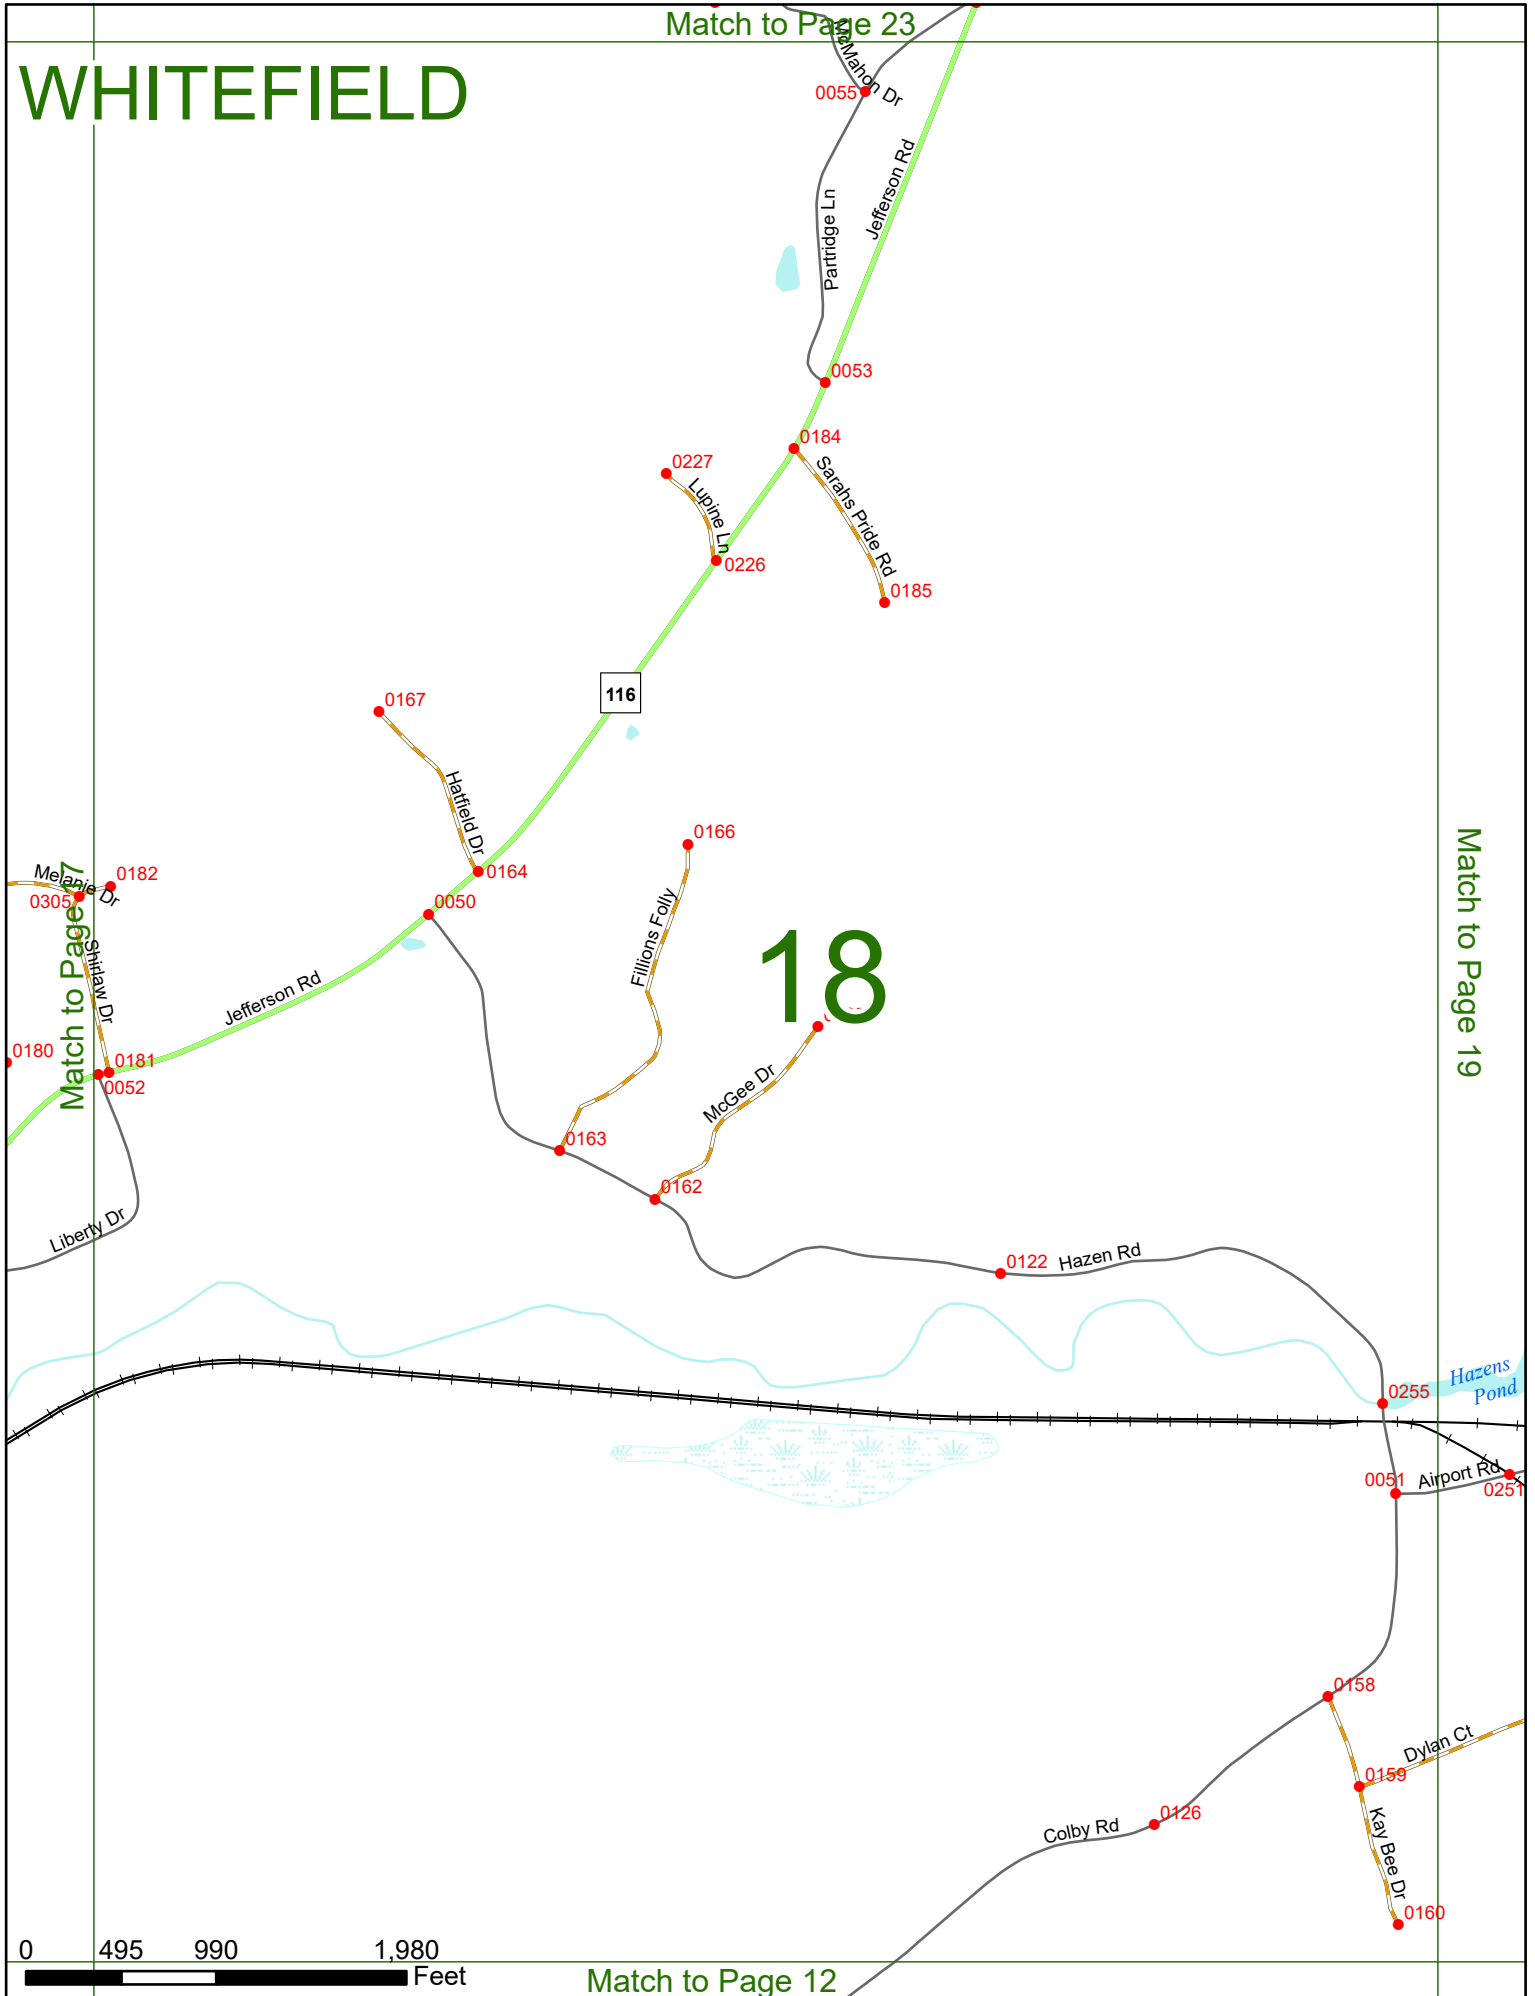 Match to Page 23
WHITEFIELD
McMahon Dr
0055
Jefferson Rd
Partridge Ln
0053
0184
0227
Lupine Ln
Sarahs Pride Rd
0226
0185
116
0167
Hatfield Dr
0166
0164
Melanie Dr
0182
0305
0050
Fillions Folly
18
Match to Page 17
Match to Page 19
Shirlaw Dr
Jefferson Rd
0180
0181
0052
McGee Dr
0163
0162
Liberty Dr
0122
Hazen Rd
Hazens
Pond
0255
0051
Airport Rd
0251
0158
Dylan Ct
0159
0126
Colby Rd
Kay Bee Dr
0160
0 495 990 1,980
Feet
Match to Page 12